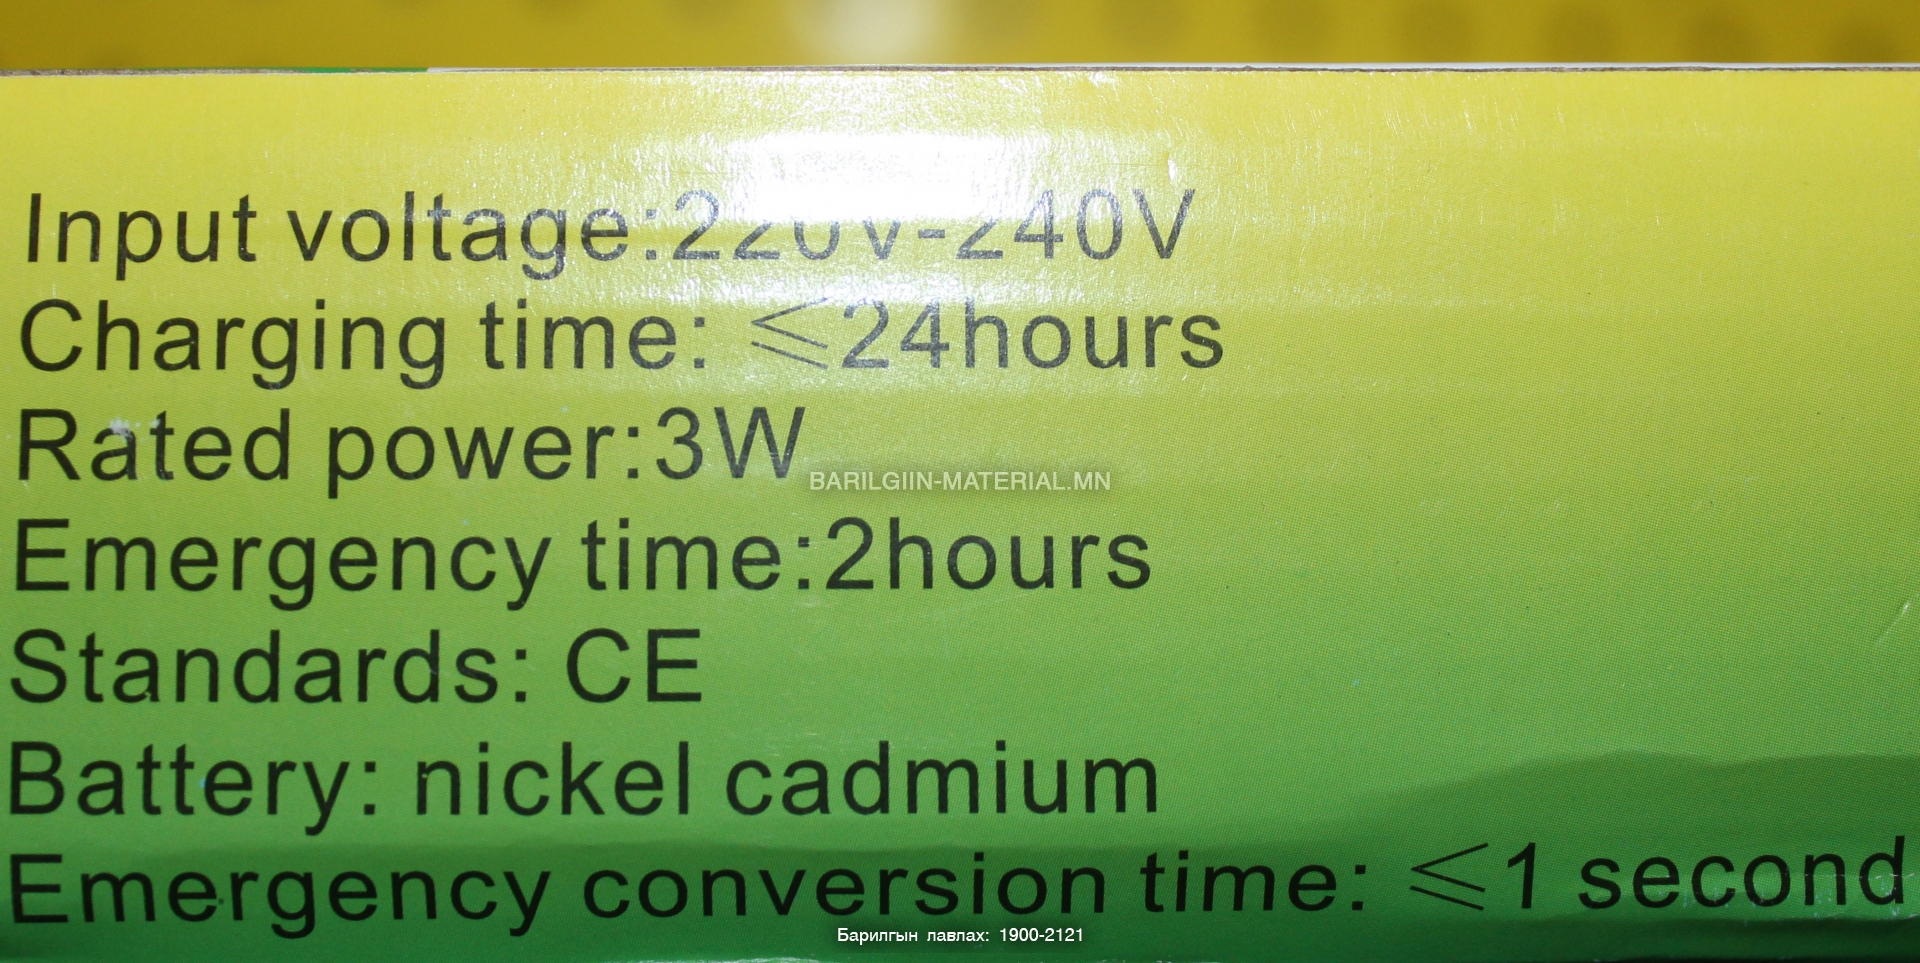 Input voltage:220V-240V
Charging time: ≤24hours
Rated power:3W
BARILGIIN-MATERIAL.MN
Emergency time:2hours
Standards: CE
Battery: nickel cadmium
Emergency conversion time: ≤1 second
Барилгын лавлах: 1900-2121